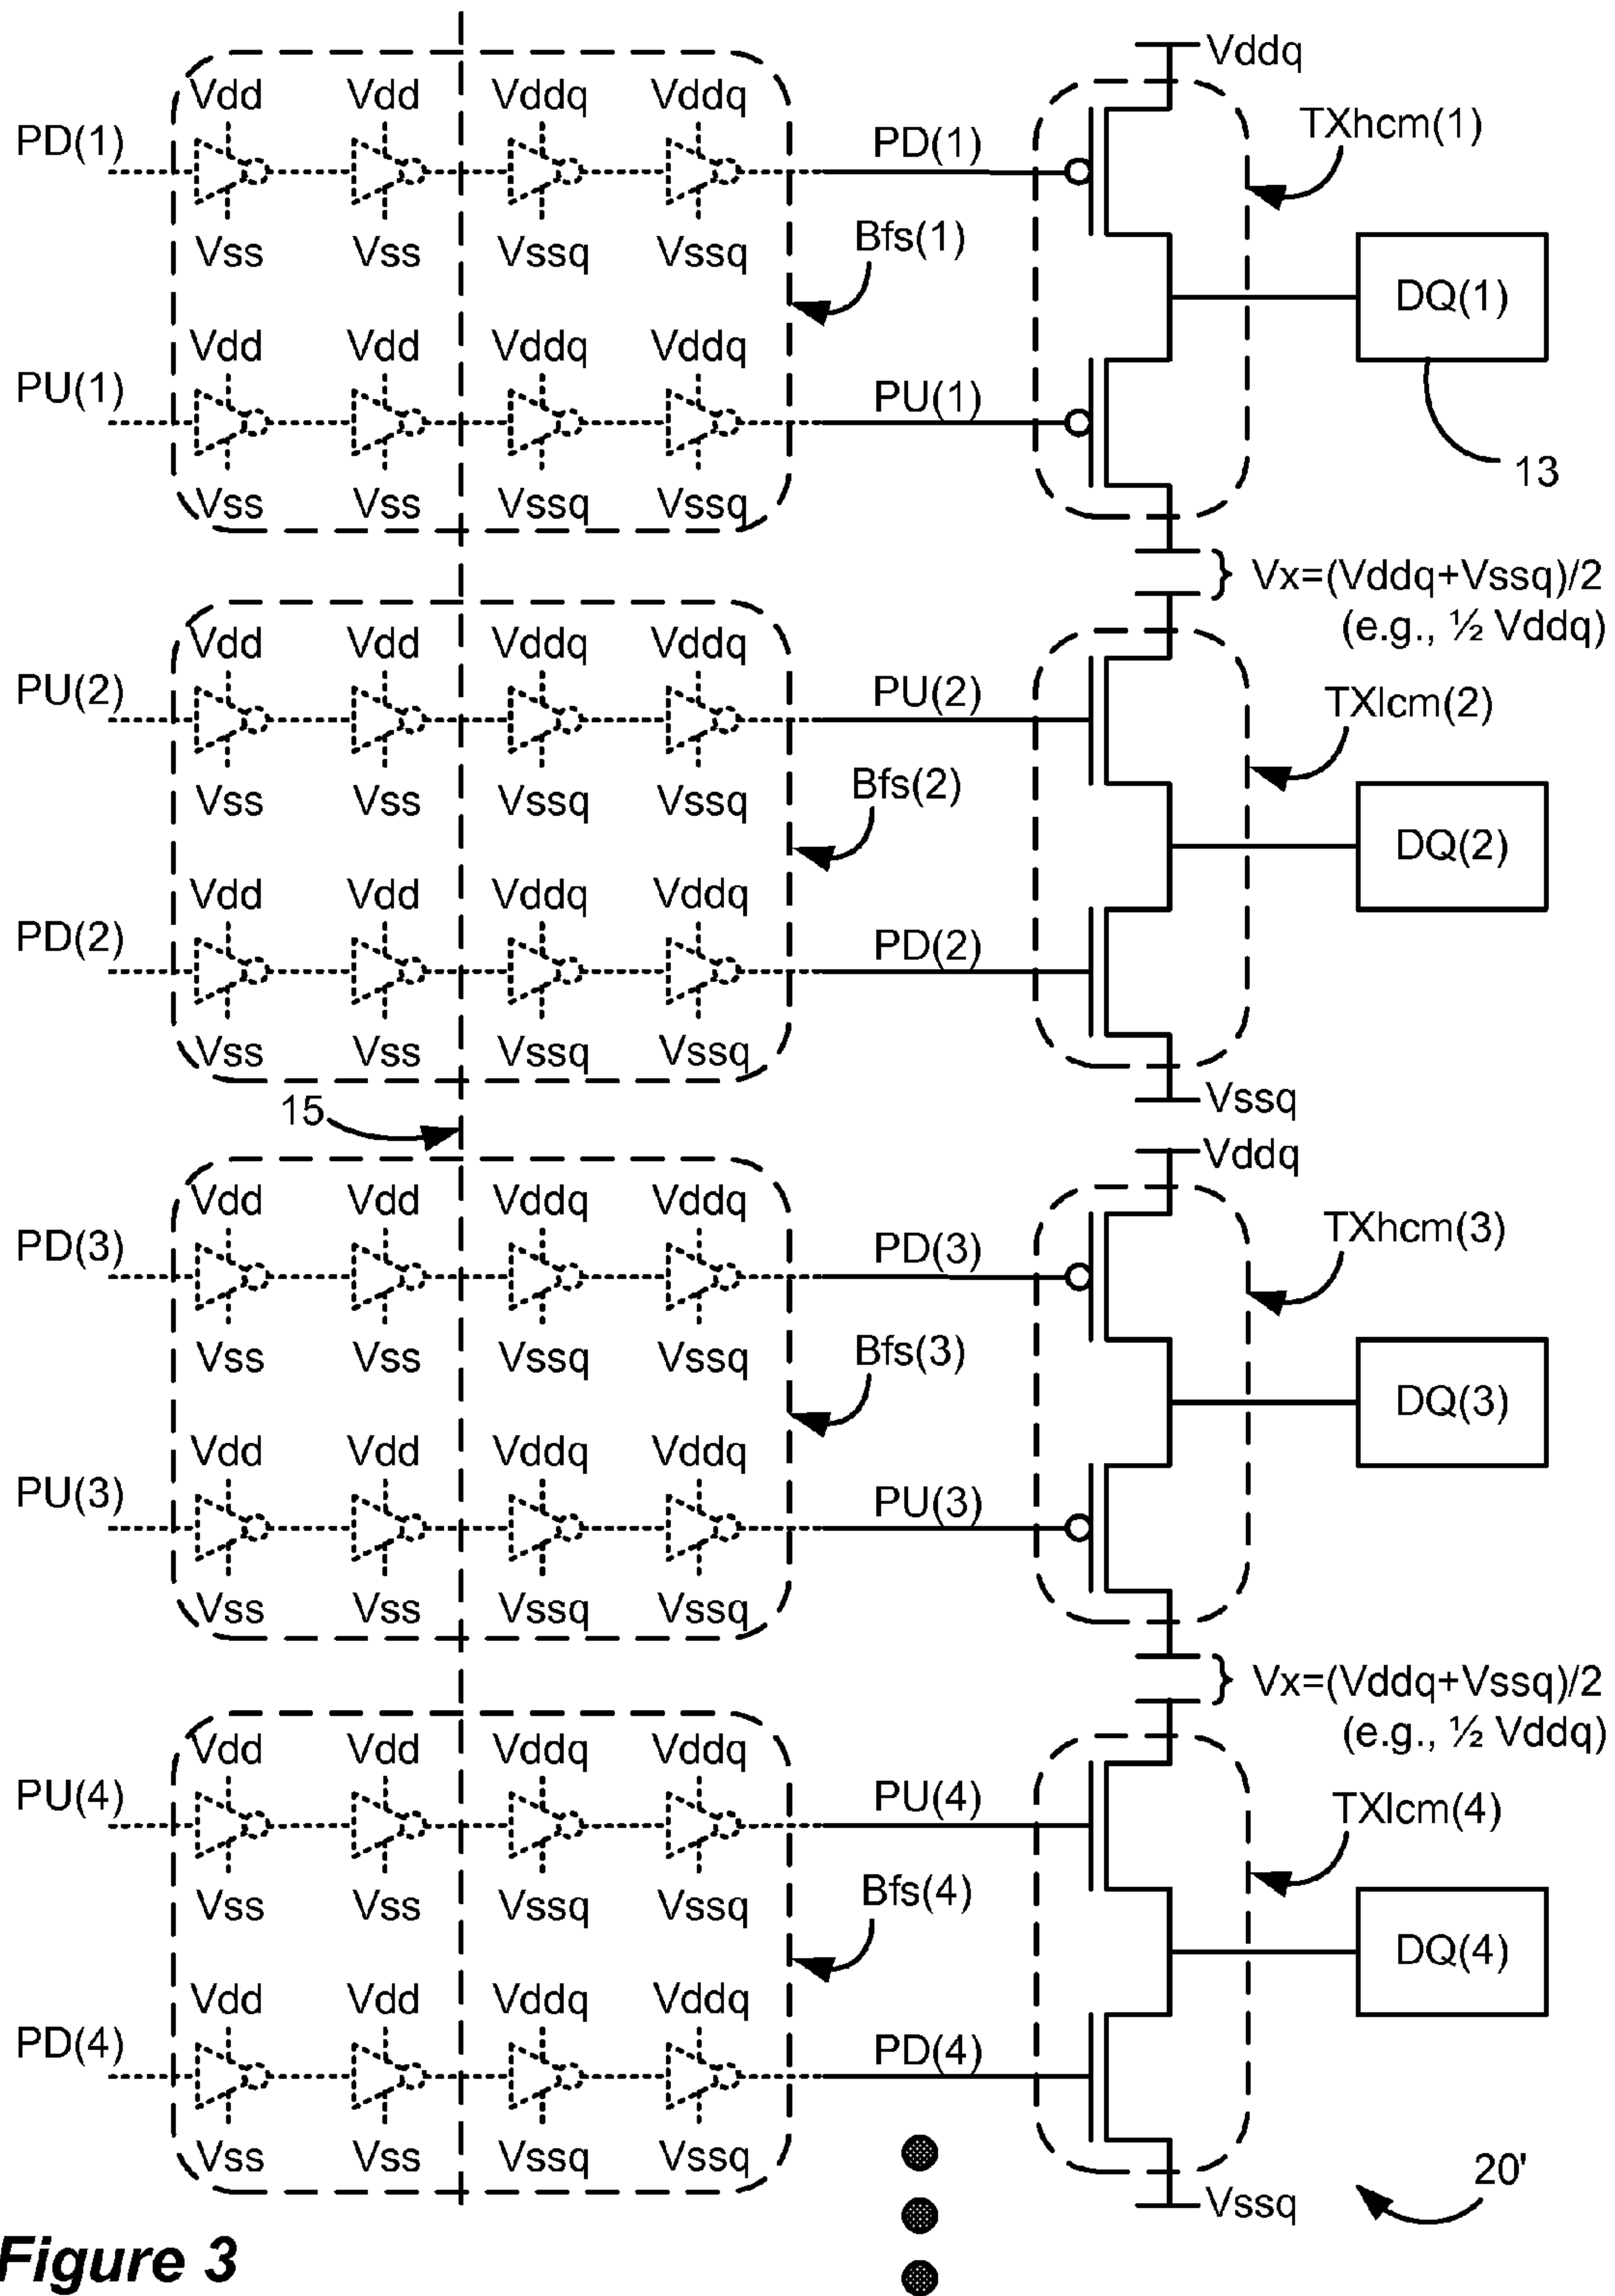 Vddq
Vdd Vdd Vddq Vddq
PD(1) PD(1) TXhcm(1)
Vss Vss Vssq Vssq
Bfs(1)
DQ(1)
Vdd Vdd Vddq Vddq
PU(1) PU(1)
13
Vss Vss Vssq Vssq
Vx=(Vddq+Vssq)/2
(e.g., ½ Vddq)
Vdd Vdd Vddq Vddq
PU(2) PU(2) TXlcm(2)
Vss Vss Vssq Vssq
Bfs(2)
DQ(2)
Vdd Vdd Vddq Vddq
PD(2) PD(2)
Vss Vss Vssq Vssq
Vssq
15
Vddq
Vdd Vdd Vddq Vddq
PD(3) PD(3) TXhcm(3)
Vss Vss Vssq Vssq
Bfs(3)
DQ(3)
Vdd Vdd Vddq Vddq
PU(3) PU(3)
Vss Vss Vssq Vssq
Vx=(Vddq+Vssq)/2
(e.g., ½ Vddq)
Vdd Vdd Vddq Vddq
PU(4) PU(4) TXlcm(4)
Vss Vss Vssq Vssq
Bfs(4)
DQ(4)
Vdd Vdd Vddq Vddq
PD(4) PD(4)
Vss Vss Vssq Vssq
20'
Vssq
Figure 3